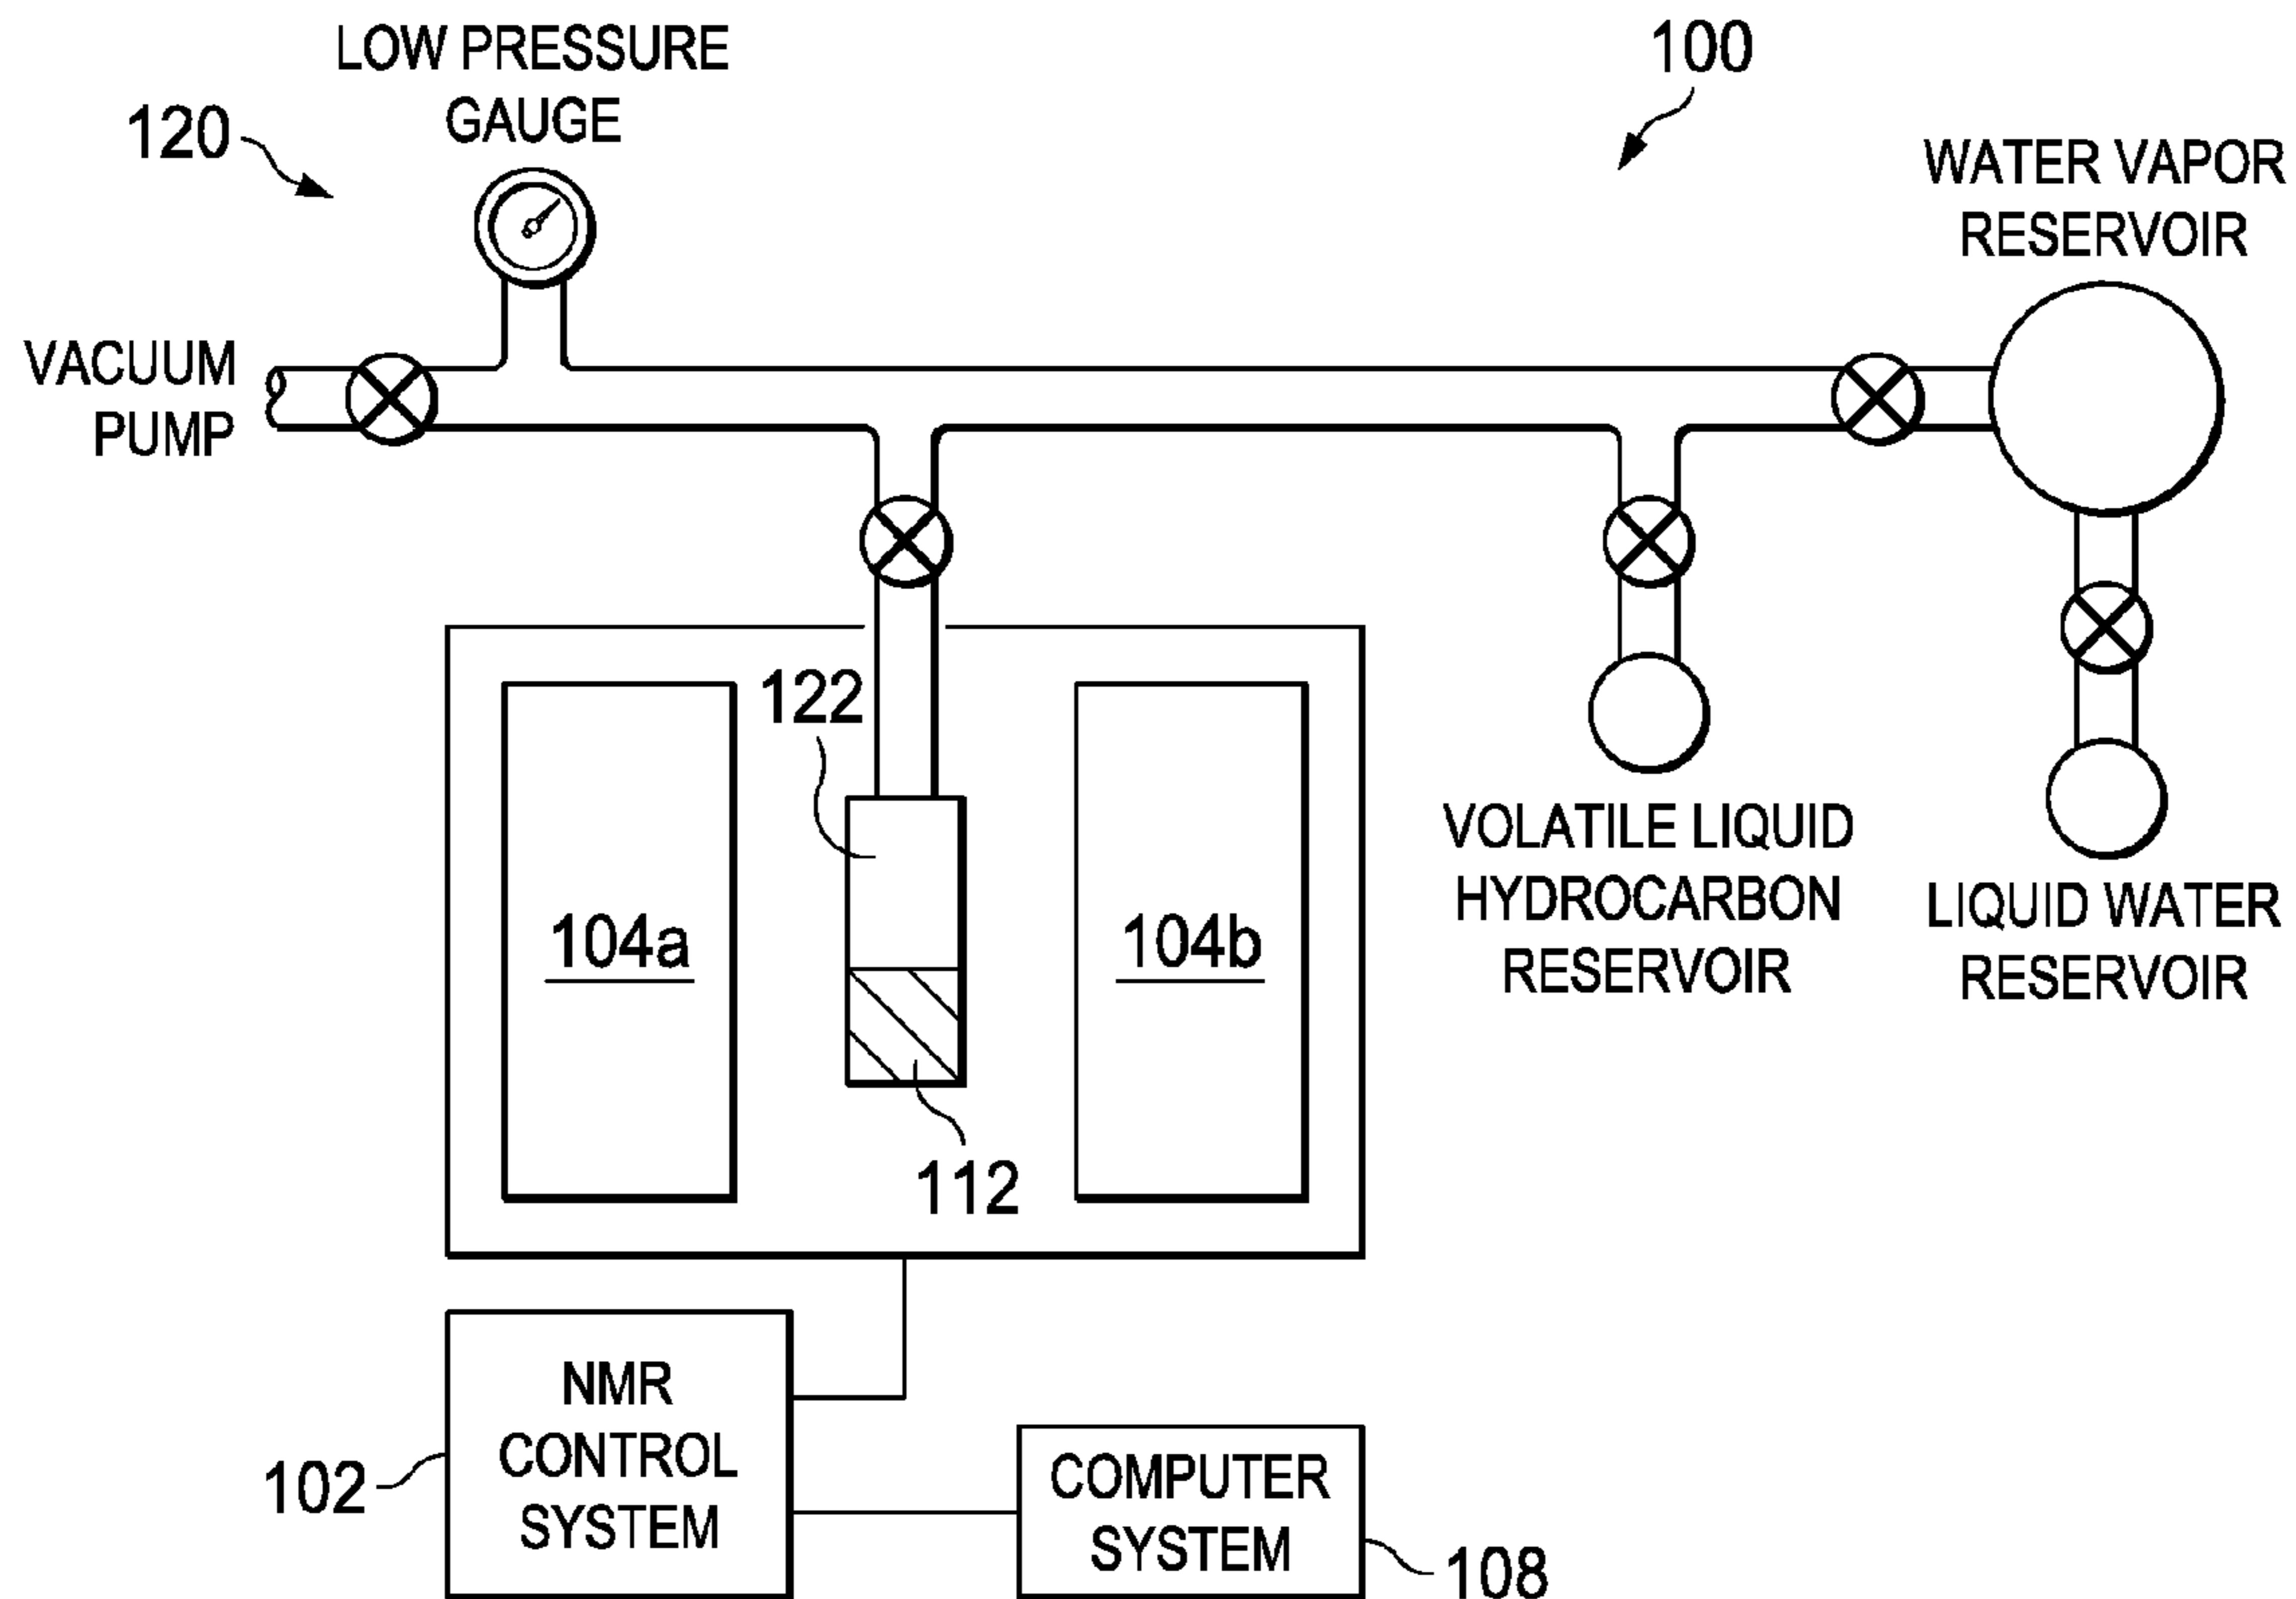 LOW PRESSURE
GAUGE
120
100
WATER VAPOR
RESERVOIR
VACUUM
PUMP
122
104a
104b
112
VOLATILE LIQUID
HYDROCARBON
RESERVOIR
LIQUID WATER
RESERVOIR
NMR
CONTROL
SYSTEM
102
COMPUTER
SYSTEM
108